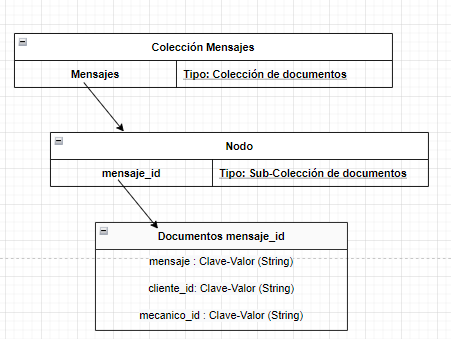 Colección Mensajes
Mensajes Tipo: Colección de documentos
Nodo
mensaje_id Tipo: Sub-Colección de documentos
Documentos mensaje_id
mensaje : Clave-Valor (String)
cliente_id: Clave-Valor (String)
mecanico_id : Clave-Valor (String)